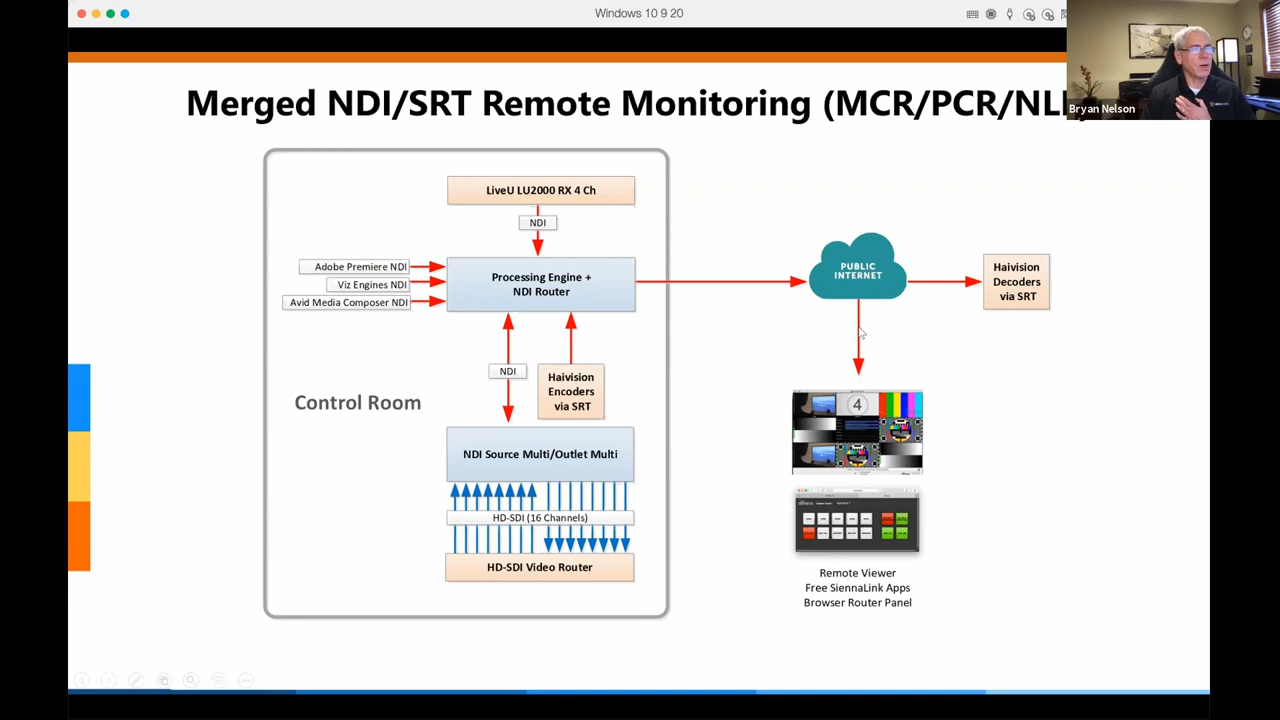 Windows 10 9 20
Merged NDI/SRT Remote Monitoring (MCR/PCR/NLE
Bryan Nelson
LiveU LU2000 RX 4 Ch
NDI
Adobe Premiere NDI
Viz Engines NDI
Avid Media Composer NDI
Processing Engine +
NDI Router
PUBLIC
INTERNET
Haivision
Decoders
via SRT
NDI
Haivision
Encoders
via SRT
Control Room
4
NDI Source Multi/Outlet Multi
HD-SDI (16 Channels)
HD-SDI Video Router
Remote Viewer
Free SiennaLink Apps
Browser Router Panel